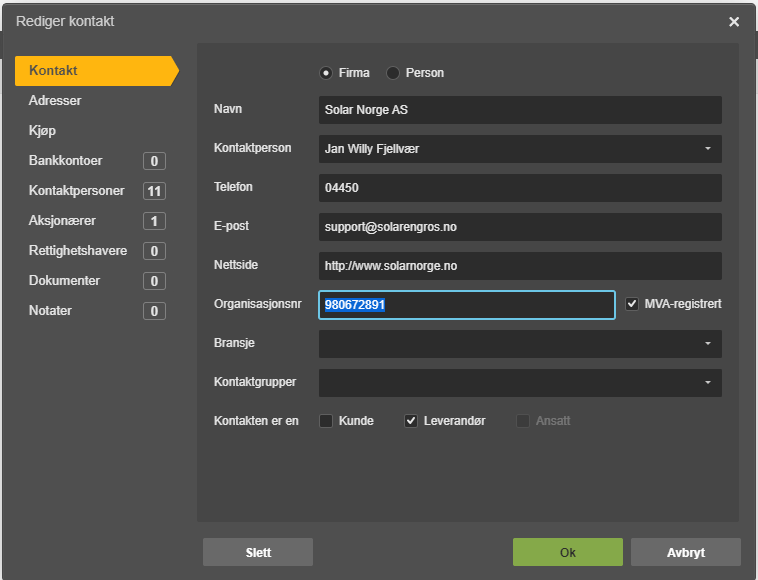 Rediger kontakt
Kontakt
Adresser
Kjøp
Bankkontoer 0
Kontaktpersoner 11
Aksjonærer 1
Rettighetshavere 0
Dokumenter 0
Notater 0
Firma Person
Navn Solar Norge AS
Kontaktperson Jan Willy Fjellvær
Telefon 04450
E-post support@solarengros.no
Nettside http://www.solarnorge.no
Organisasjonsnr 980672891 MVA-registrert
Bransje
Kontaktgrupper
Kontakten er en Kunde Leverandør Ansatt
Slett Ok Avbryt